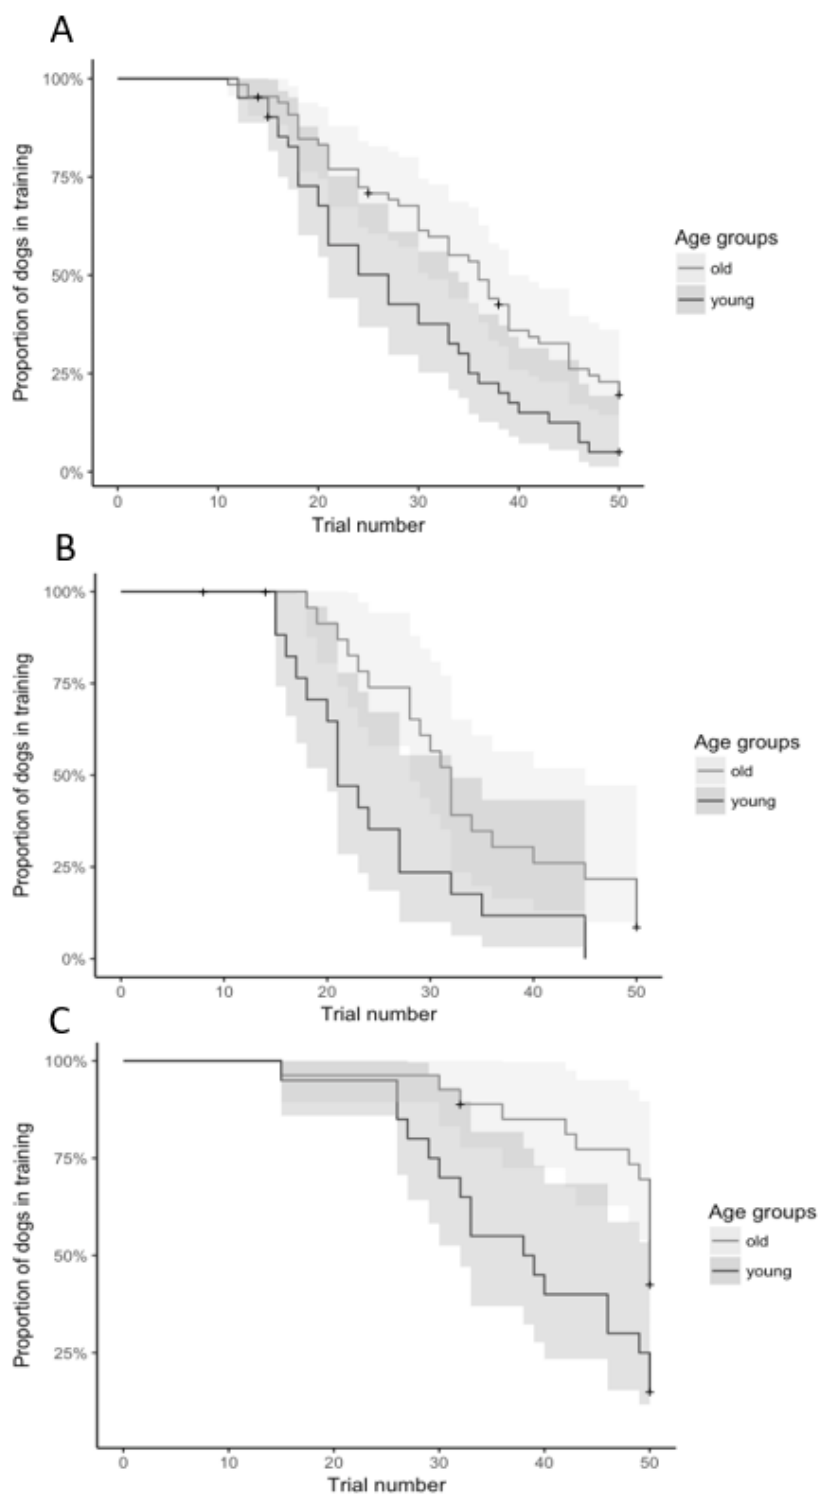 A
Proportion of dogs in training
100%
75%
50%
25%
0%
0 10 20 30 40 50
Trial number
Age groups
old
young
B
Proportion of dogs in training
100%
75%
50%
25%
0%
0 10 20 30 40 50
Trial number
Age groups
old
young
C
Proportion of dogs in training
100%
75%
50%
25%
0 10 20 30 40 50
Trial number
Age groups
old
young